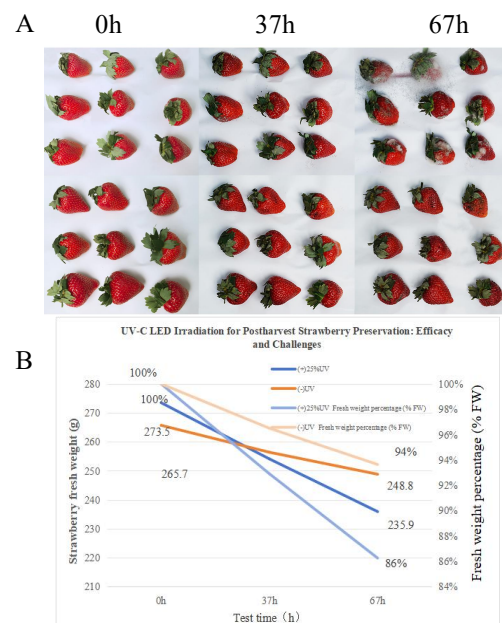 A 0h 37h 67h
B
UV-C LED Irradiation for Postharvest Strawberry Preservation: Efficacy
and Challenges
(+)25%UV
(-)UV
(+)25%UV Fresh weight percentage (% FW)
(-)UV Fresh weight percentage (% FW)
Strawberry fresh weight (g)
280
270
260
250
240
230
220
210
100%
100%
273.5
265.7
94%
248.8
235.9
86%
100%
98%
96%
94%
92%
90%
88%
86%
84%
Fresh weight percentage (% FW)
0h 37h 67h
Test time（h）